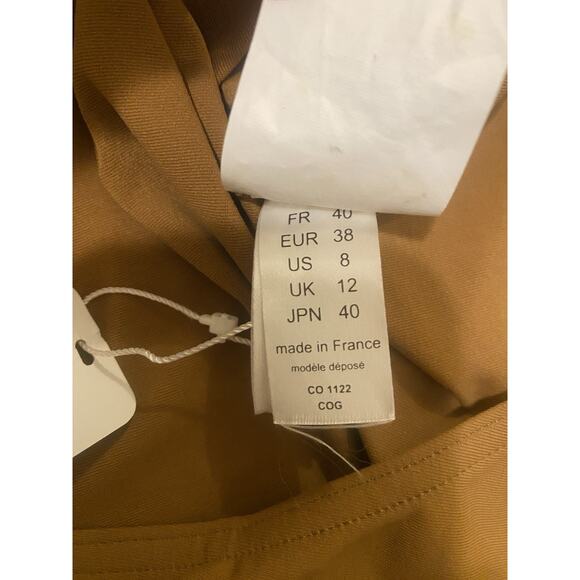 FR 40
EUR 38
US 8
UK 12
JPN 40
made in France
modèle déposé
CO 1122
COG